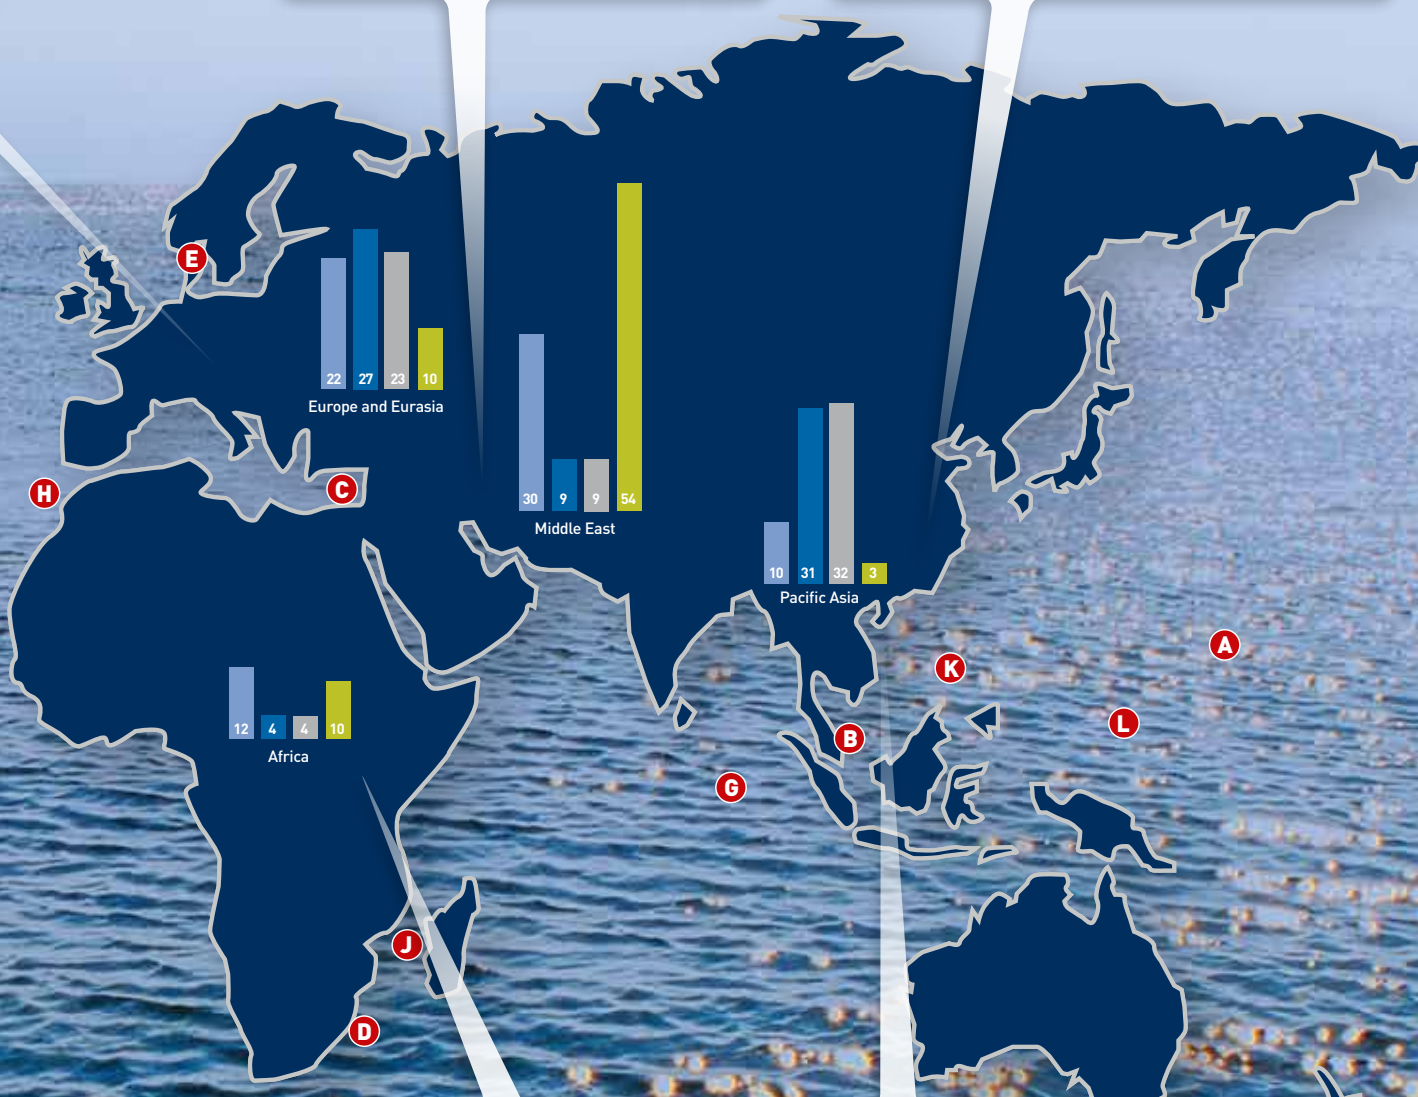 E
22 27 23 10
Europe and Eurasia
H
C
30 9 9 54
Middle East
10 31 32 3
Pacific Asia
A
K
L
12 4 4 10
Africa
B
G
J
D